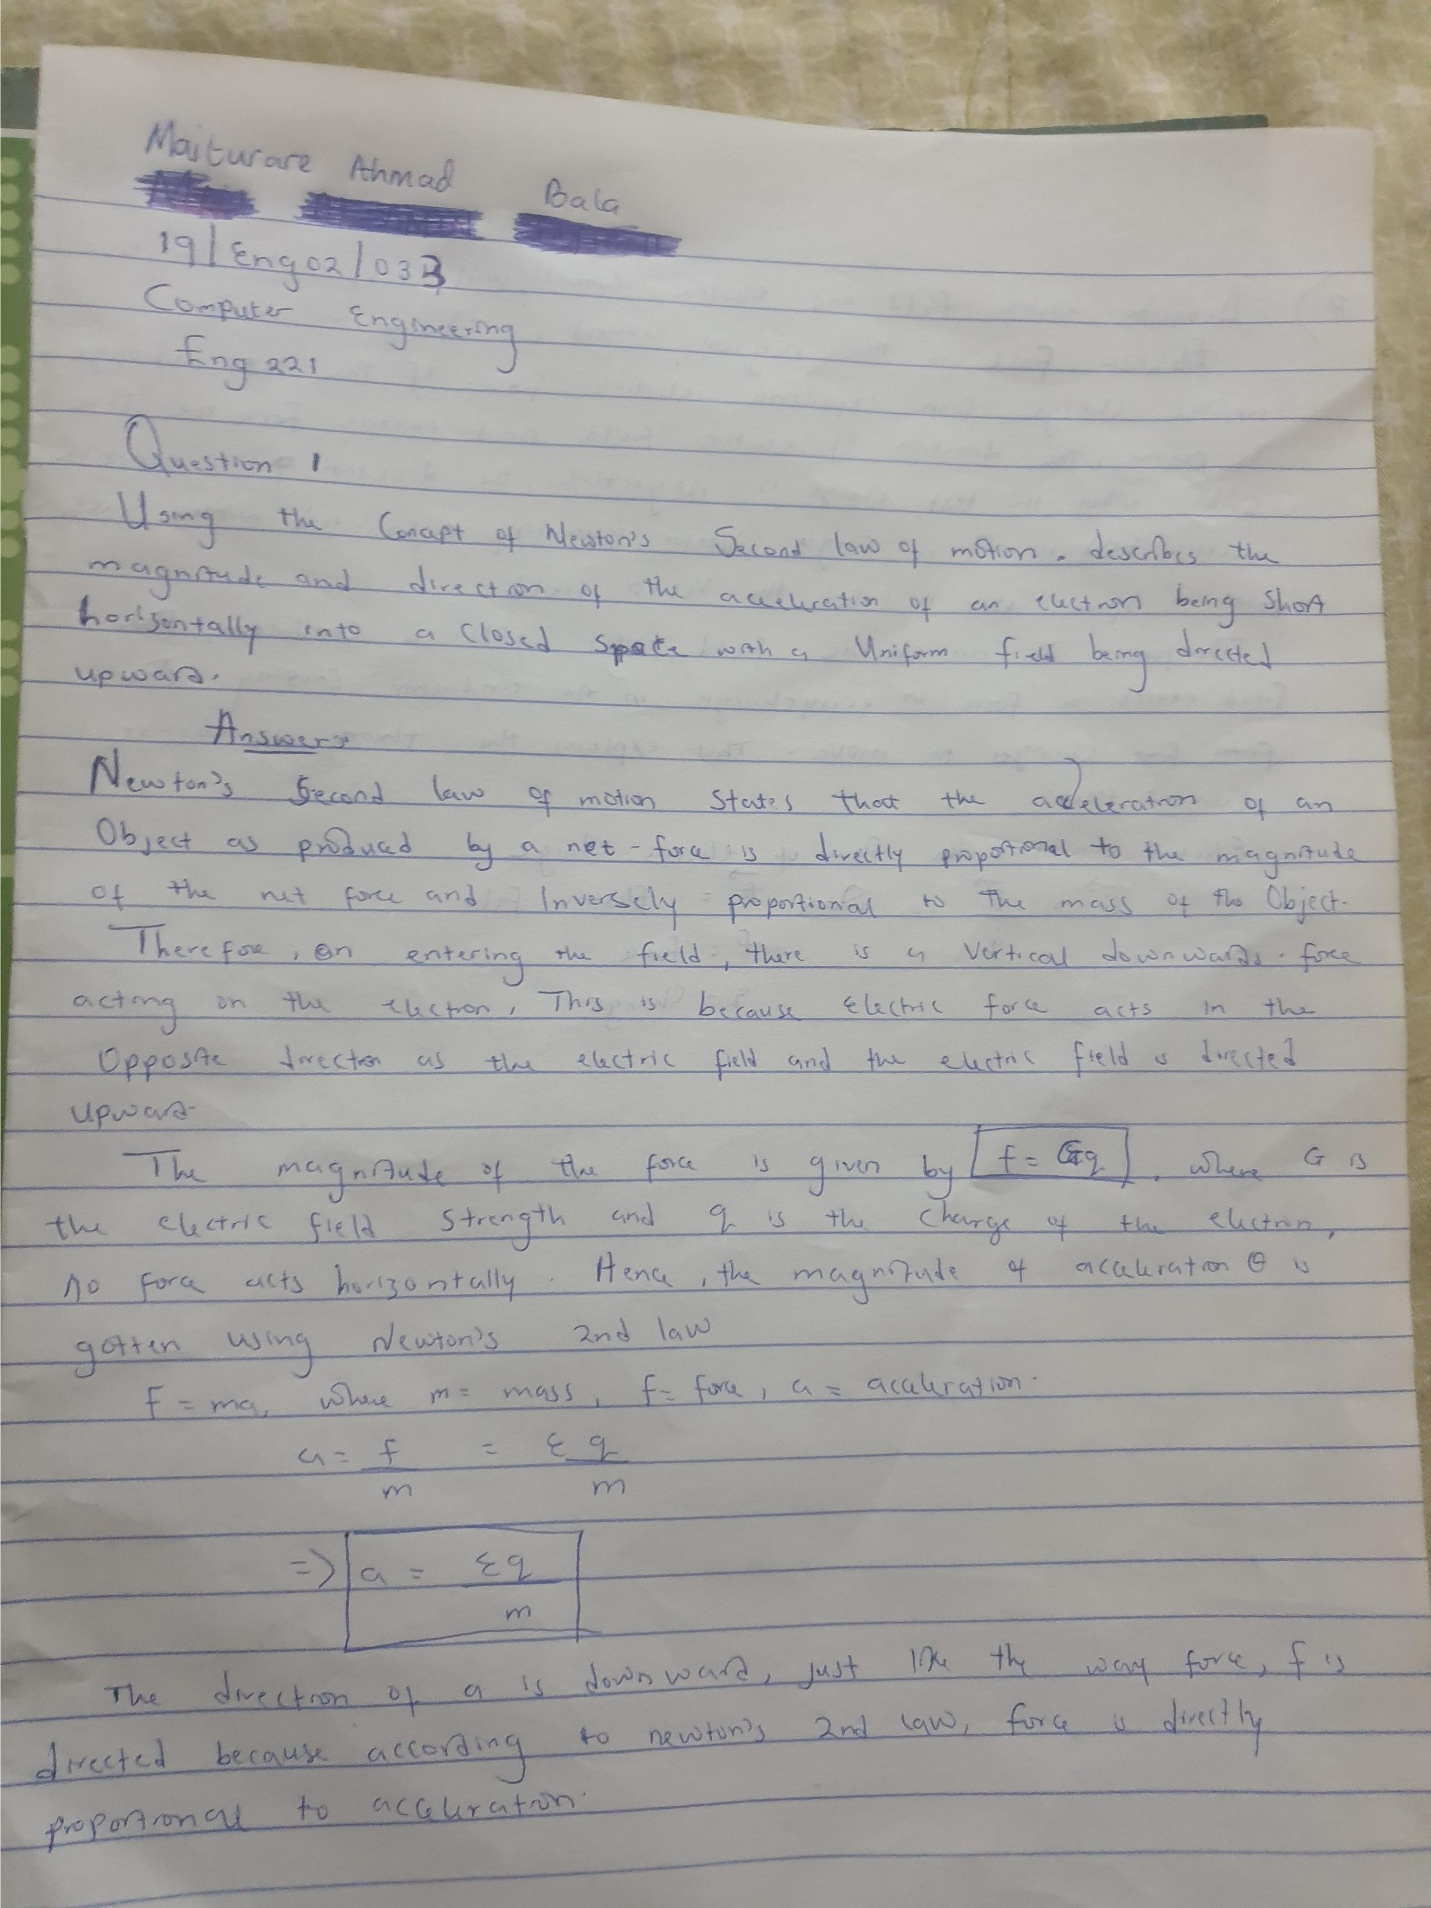 Maiturare Ahmad Bala
19/Eng02/033
Computer Engineering
Eng 221
Question 1
Using the Concept of Newton's Second law of motion. describes the
magnitude and direction of the acceleration of an electron being short
horizontally into a closed space with a Uniform field being directed
upward.
Answers
Newton's Second law of motion States that the acceleration of an
Object as produced by a net-force is directly proportional to the magnitude
of the net force and Inversely proportional to the mass of the Object.
Therefore, on entering the field, there is a Vertical downwards force
acting on the electron, This is because Electric force acts in the
Opposite direction as the electric field and the electric field is directed
upward
The magnitude of the force is given by f = Gq, where G is
the electric field Strength and q is the charge of the electron,
no force acts horizontally. Hence, the magnitude of acceleration is
gotten using Newton's 2nd law
F = ma, where m = mass, f = force, a = acceleration.
a = f = Eq
m m
=> a = Eq
m
The direction of a is downward, just like the way force, f is
directed because according to newton's 2nd law, force is directly
proportional to acceleration.